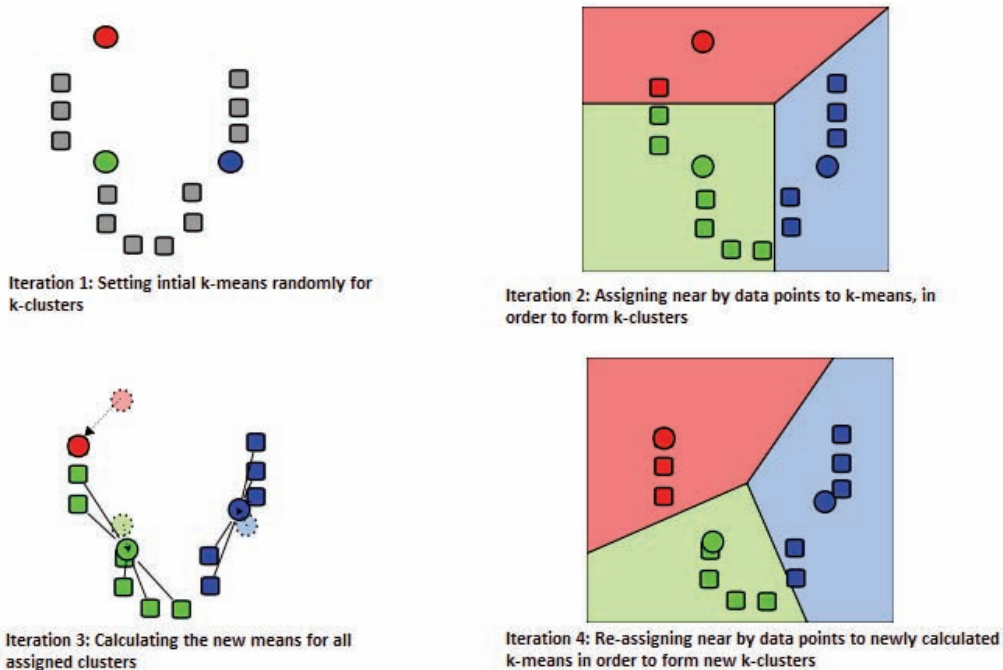 Iteration 1: Setting intial k-means randomly for
k-clusters
Iteration 2: Assigning near by data points to k-means, in
order to form k-clusters
Iteration 3: Calculating the new means for all
assigned clusters
Iteration 4: Re-assigning near by data points to newly calculated
k-means in order to form new k-clusters